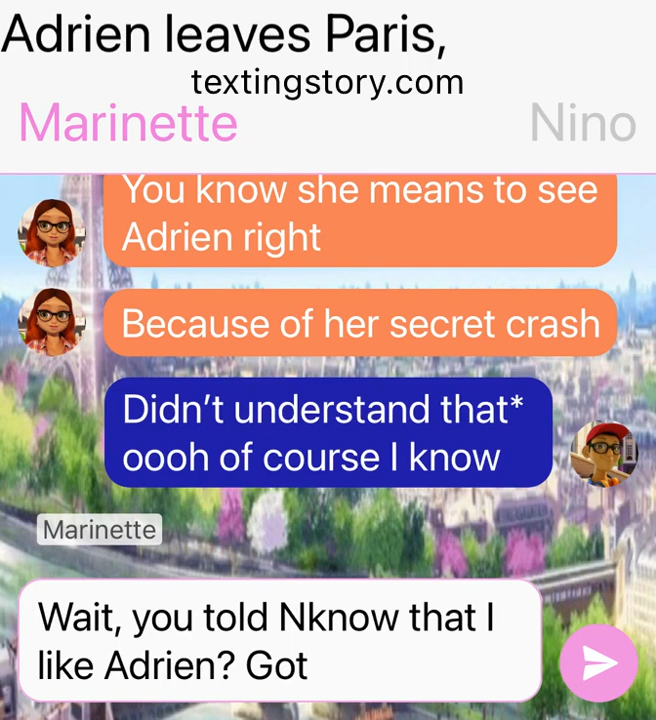 Adrien leaves Paris,
textingstory.com
Marinette Nino
You know she means to see
Adrien right
Because of her secret crash
Didn't understand that*
oooh of course I know
Marinette
Wait, you told Nknow that I
like Adrien? Got